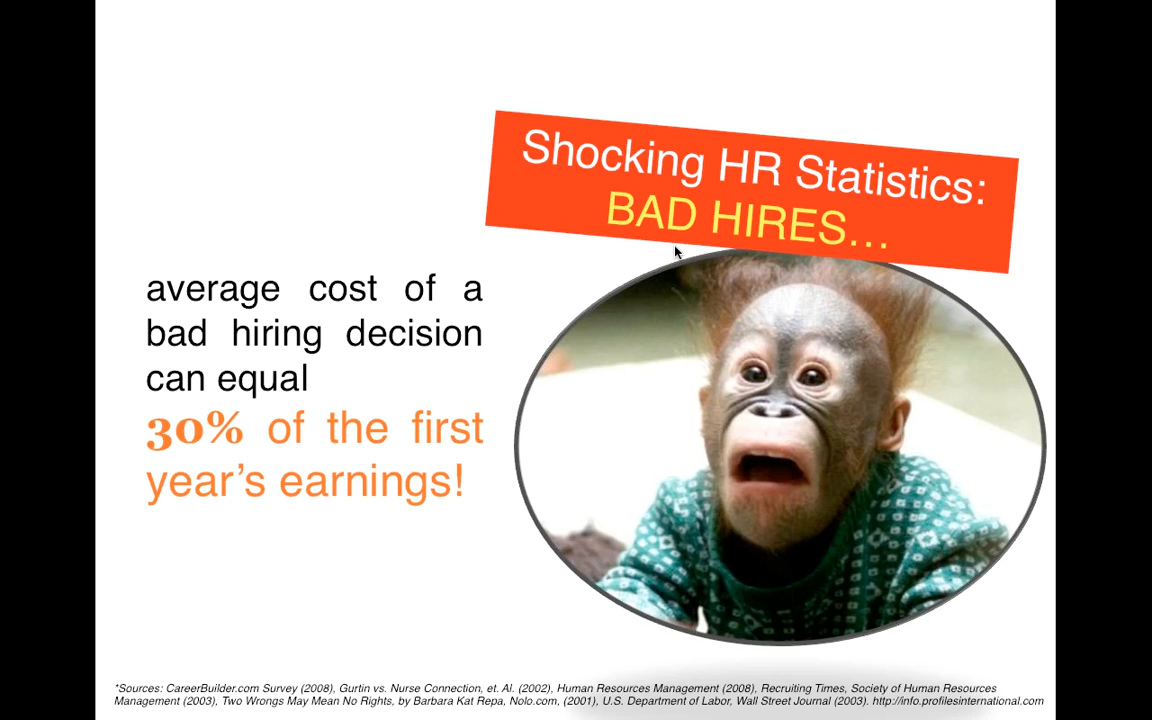 Shocking HR Statistics:
BAD HIRES…
average cost of a
bad hiring decision
can equal
30% of the first
year’s earnings!
*Sources: CareerBuilder.com Survey (2008), Gurtin vs. Nurse Connection, et. Al. (2002), Human Resources Management (2008), Recruiting Times, Society of Human Resources
Management (2003), Two Wrongs May Mean No Rights, by Barbara Kat Repa, Nolo.com, (2001), U.S. Department of Labor, Wall Street Journal (2003). http://info.profilesinternational.com